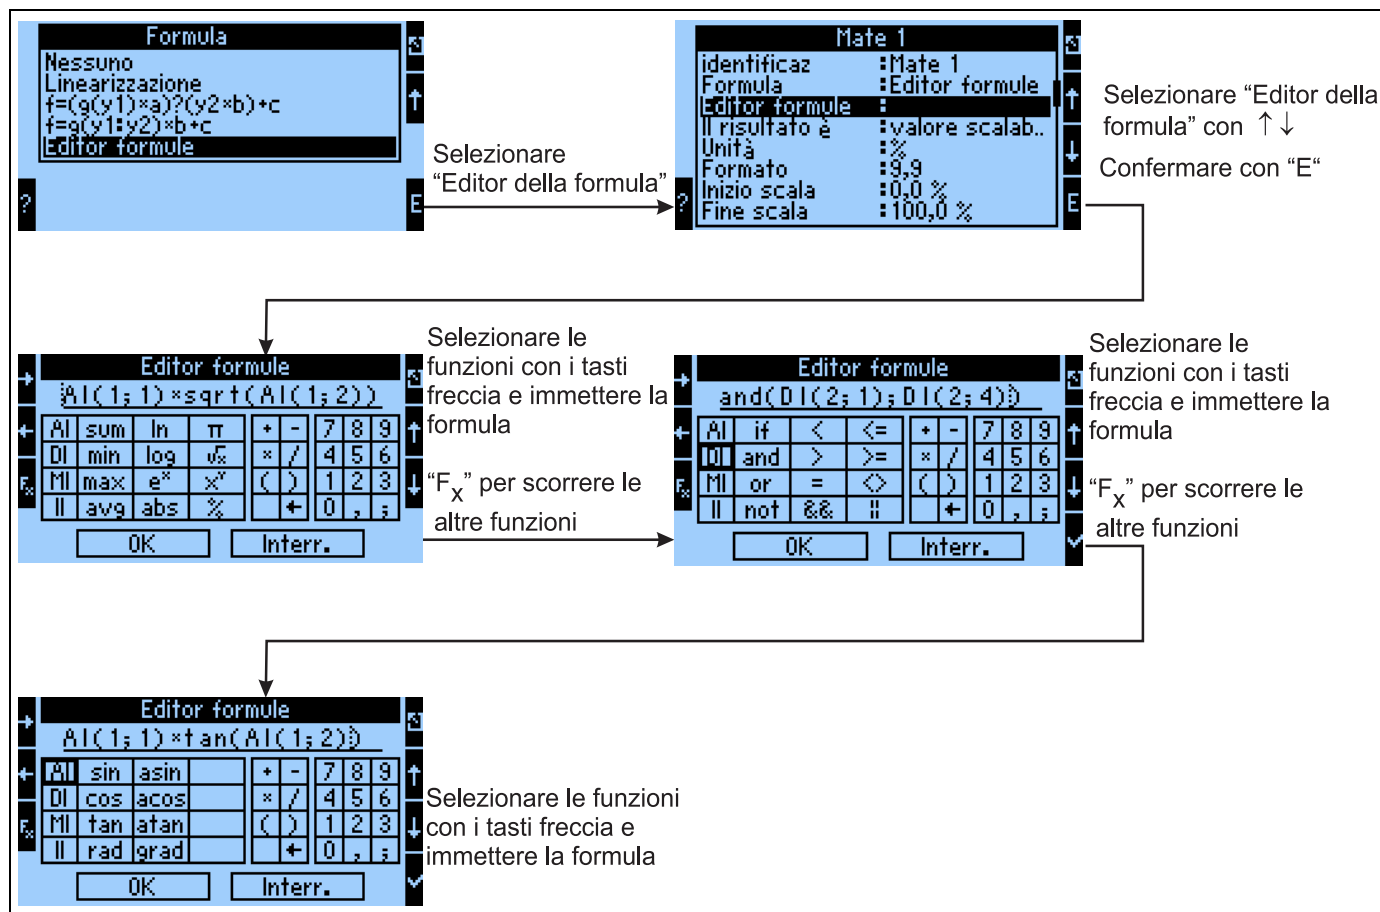 Formula
Nessuno
Linearizzazione
f=(g(y1)×a)?(y2×b)+c
f=g(y1:y2)×b+c
Editor formule
?
E
Selezionare
“Editor della formula”
Mate 1
identificaz :Mate 1
Formula :Editor formule
Editor formule :
Il risultato è :valore scalab..
Unità :%
Formato :9,9
Inizio scala :0,0 %
Fine scala :100,0 %
?
E
Selezionare “Editor della
formula” con ↑↓
Confermare con “E“
Editor formule
AI(1;1)×sqrt(AI(1;2))
AI sum ln π + - 7 8 9
DI min log √x × / 4 5 6
MI max eˣ xʸ ( ) 1 2 3
II avg abs % ← 0 , ;
OK Interr.
Fx
Selezionare le
funzioni con i tasti
freccia e immettere la
formula
“Fx” per scorrere le
altre funzioni
Editor formule
and(DI(2;1);DI(2;4))
AI if < <= + - 7 8 9
DI and > >= × / 4 5 6
MI or = <> ( ) 1 2 3
II not && ¦¦ ← 0 , ;
OK Interr.
Fx
Selezionare le
funzioni con i tasti
freccia e immettere la
formula
“Fx” per scorrere le
altre funzioni
Editor formule
AI(1;1)×tan(AI(1;2))
AI sin asin + - 7 8 9
DI cos acos × / 4 5 6
MI tan atan ( ) 1 2 3
II rad grad ← 0 , ;
OK Interr.
Fx
Selezionare le funzioni
con i tasti freccia e
immettere la formula